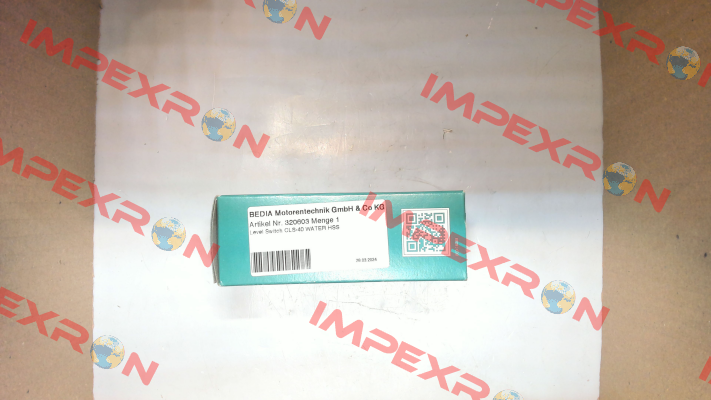 IMPEXRON
IMPEXRON
IMPEXRON
IMPEXRON
BEDIA Motorentechnik GmbH & Co KG
Artikel Nr. 320603 Menge 1
Level Switch CLS-40 WATER HSS
IMPEXRON
IMPEXRON
IMPEXRON